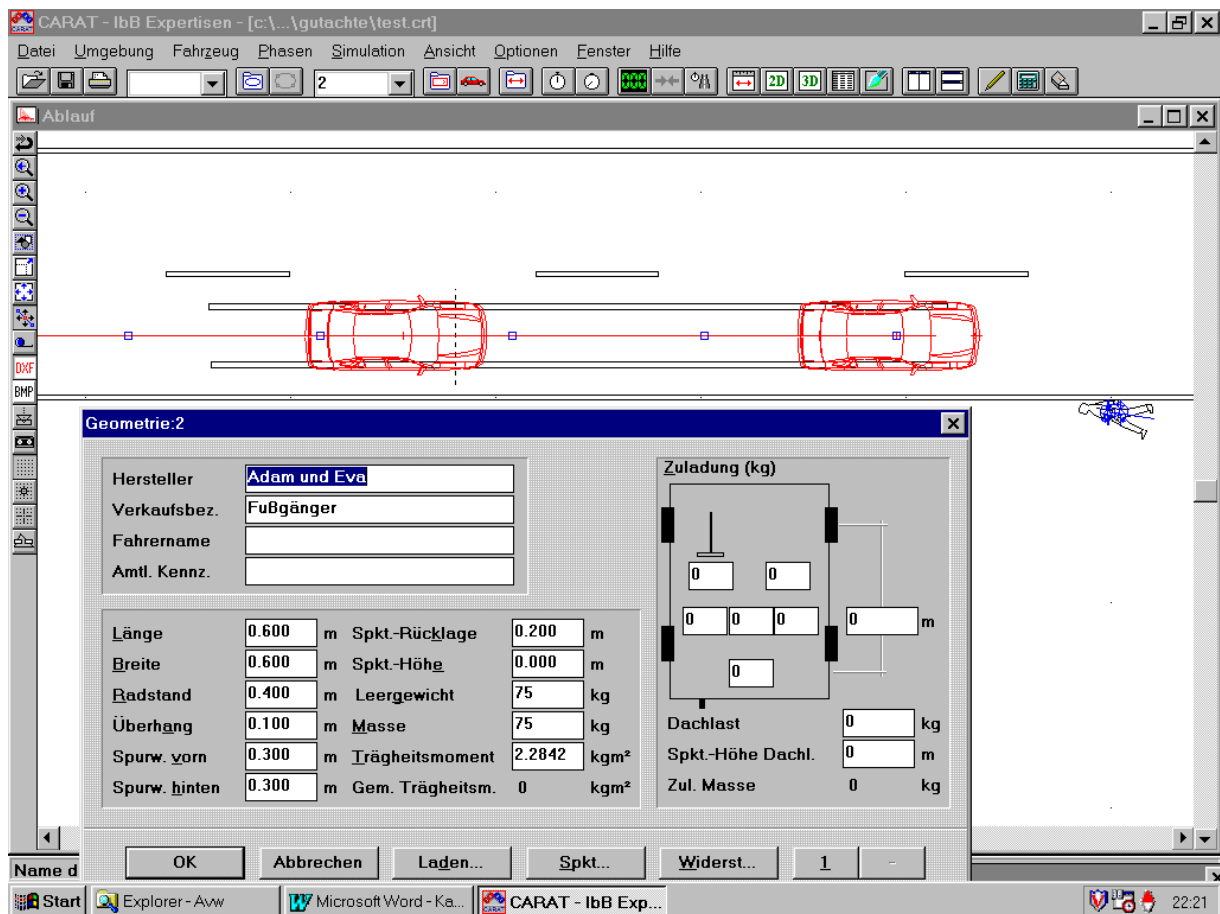 CARAT - IbB Expertisen - [c:\...\gutachte\test.crt]
Datei Umgebung Fahrzeug Phasen Simulation Ansicht Optionen Fenster Hilfe
2 2D 3D
Ablauf
DXF
BMP
Geometrie:2
Hersteller Adam und Eva
Verkaufsbez. Fußgänger
Fahrername
Amtl. Kennz.
Länge 0.600 m Spkt.-Rücklage 0.200 m
Breite 0.600 m Spkt.-Höhe 0.000 m
Radstand 0.400 m Leergewicht 75 kg
Überhang 0.100 m Masse 75 kg
Spurw. vorn 0.300 m Trägheitsmoment 2.2842 kgm²
Spurw. hinten 0.300 m Gem. Trägheitsm. 0 kgm²
Zuladung (kg)
0 0
0 0 0 0 m
0
Dachlast 0 kg
Spkt.-Höhe Dachl. 0 m
Zul. Masse 0 kg
OK Abbrechen Laden... Spkt... Widerst... 1 -
Name d
Start Explorer - Avw Microsoft Word - Ka... CARAT - IbB Exp... 22:21